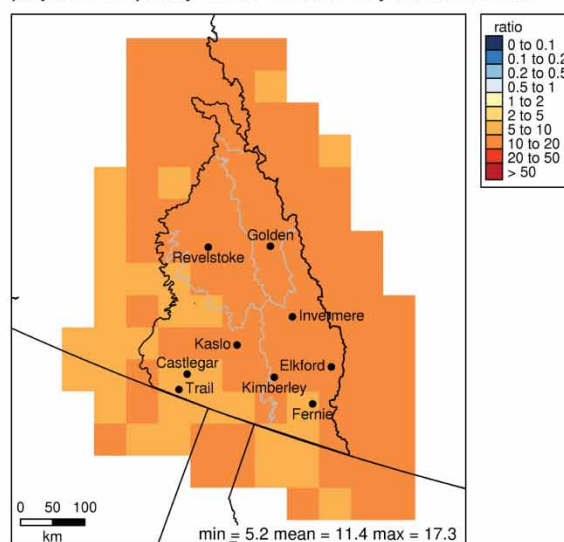 ratio
0 to 0.1
0.1 to 0.2
0.2 to 0.5
0.5 to 1
1 to 2
2 to 5
5 to 10
10 to 20
20 to 50
> 50
Golden
Revelstoke
Invermere
Kaslo
Elkford
Castlegar
Kimberley
Trail
Fernie
0 50 100
km
min = 5.2 mean = 11.4 max = 17.3